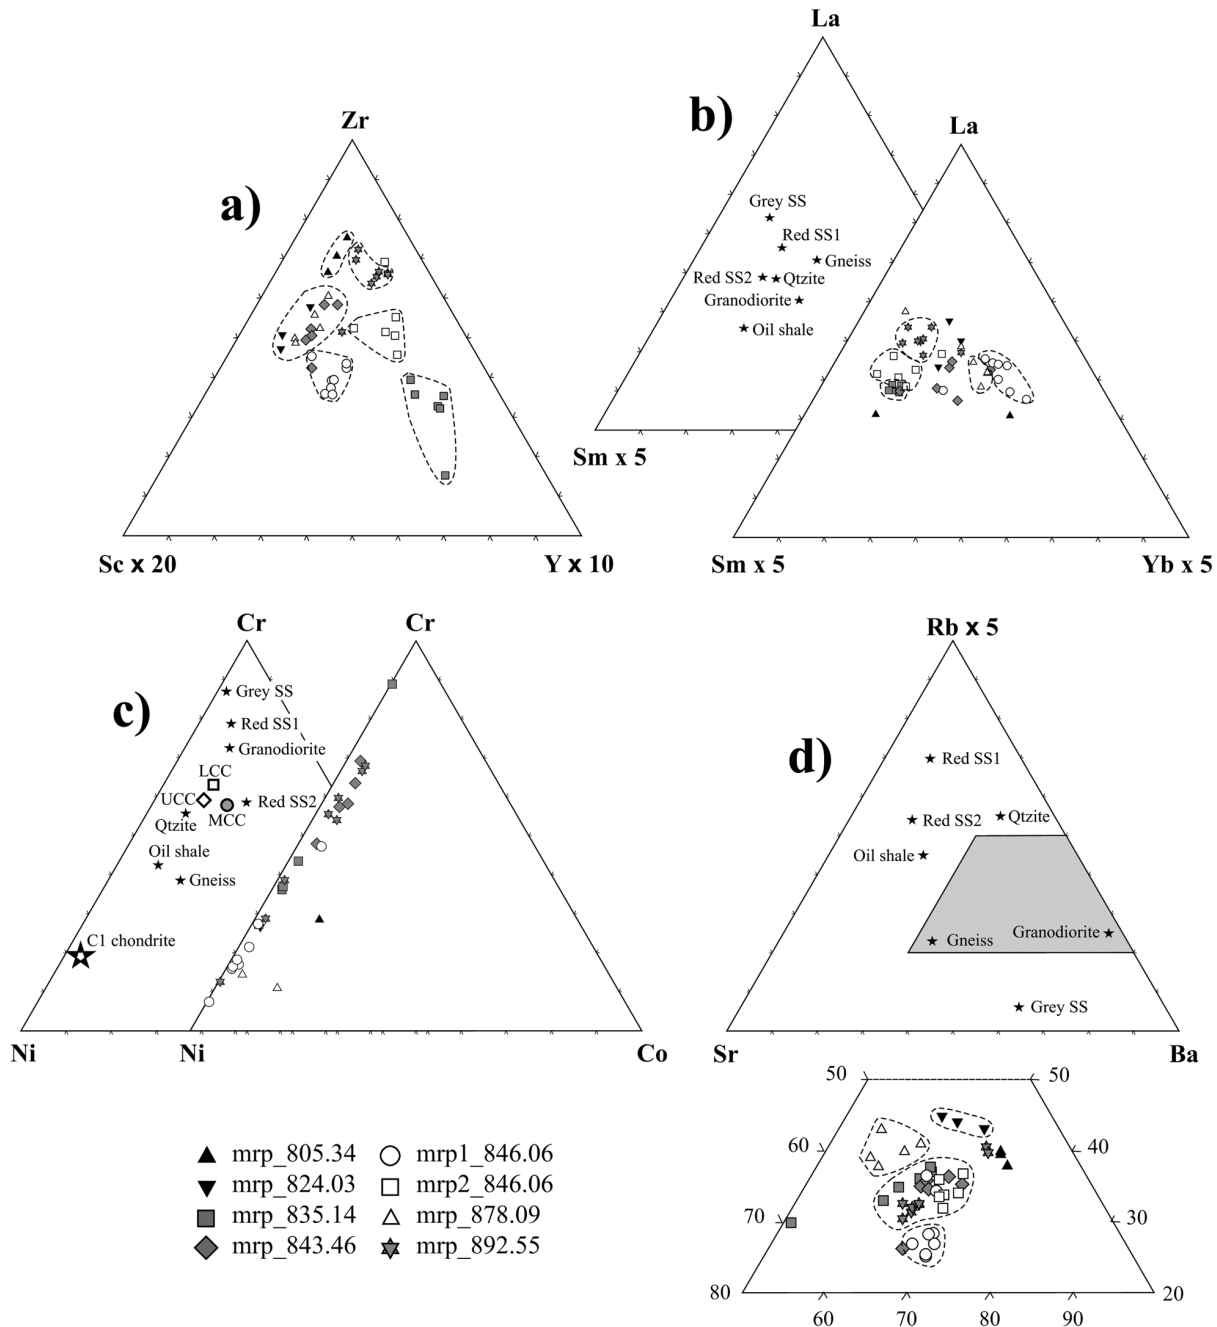 La
b)
Zr
La
a)
Grey SS
Red SS1
Gneiss
Red SS2
Qtzite
Granodiorite
Oil shale
Sm x 5
Sc x 20
Y x 10
Sm x 5
Yb x 5
Cr
Cr
Rb x 5
c)
Grey SS
Red SS1
Granodiorite
LCC
UCC
Red SS2
MCC
Qtzite
Oil shale
Gneiss
C1 chondrite
Ni
Ni
Co
d)
Red SS1
Red SS2
Qtzite
Oil shale
Gneiss
Granodiorite
Grey SS
Sr
Ba
50
50
60
40
70
30
80
20
60
70
80
90
mrp_805.34
mrp1_846.06
mrp_824.03
mrp2_846.06
mrp_835.14
mrp_878.09
mrp_843.46
mrp_892.55